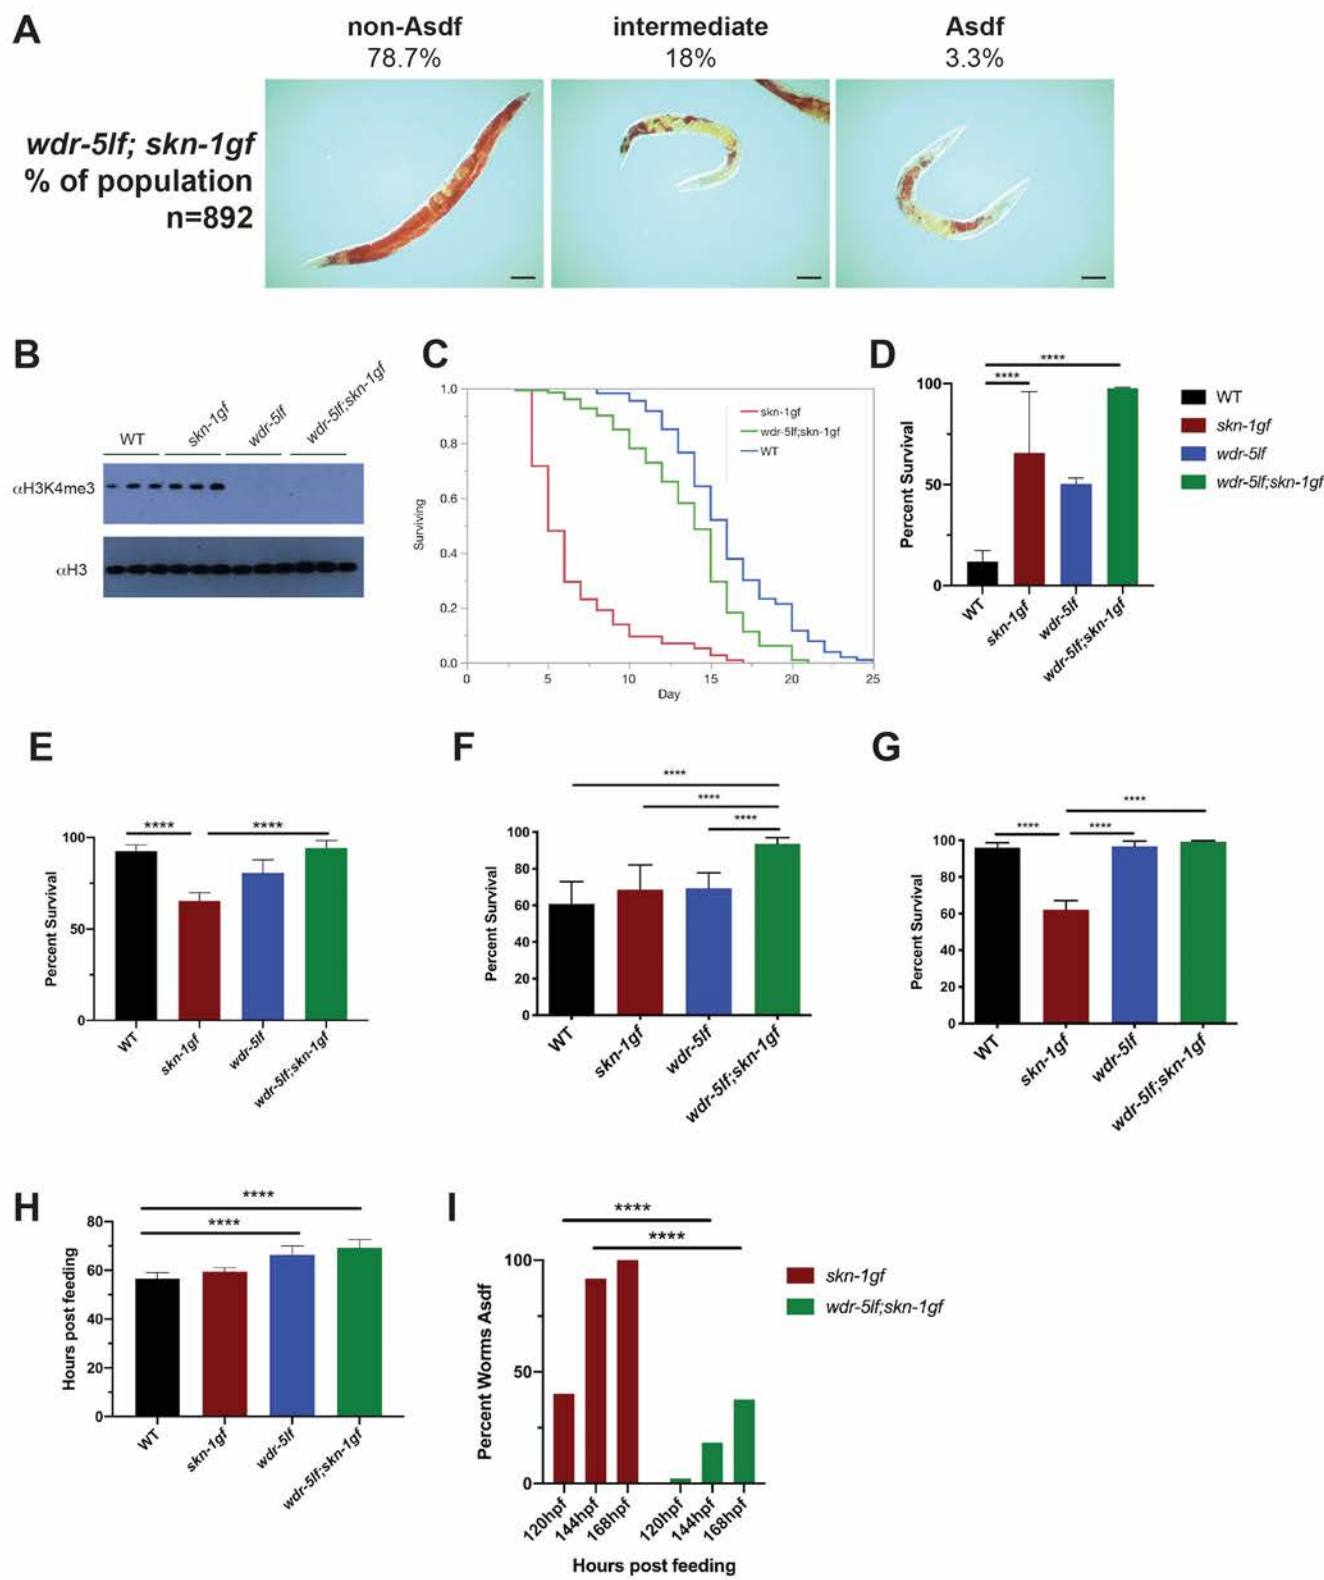 A
non-Asdf
78.7%
intermediate
18%
Asdf
3.3%
wdr-5lf; skn-1gf
% of population
n=892
B
WT
skn-1gf
wdr-5lf
wdr-5lf;skn-1gf
αH3K4me3
αH3
C
1.0
0.8
0.6
0.4
0.2
0.0
Surviving
0
5
10
15
20
25
Day
skn-1gf
wdr-5lf;skn-1gf
WT
D
****
****
Percent Survival
100
50
0
WT
skn-1gf
wdr-5lf
wdr-5lf;skn-1gf
WT
skn-1gf
wdr-5lf
wdr-5lf;skn-1gf
E
****
****
Percent Survival
100
50
0
WT
skn-1gf
wdr-5lf
wdr-5lf;skn-1gf
F
****
****
****
Percent Survival
100
80
60
40
20
0
WT
skn-1gf
wdr-5lf
wdr-5lf;skn-1gf
G
****
****
****
Percent Survival
100
80
60
40
20
0
WT
skn-1gf
wdr-5lf
wdr-5lf;skn-1gf
H
****
****
Hours post feeding
80
60
40
20
0
WT
skn-1gf
wdr-5lf
wdr-5lf;skn-1gf
I
****
****
Percent Worms Asdf
100
50
0
120hpf
144hpf
168hpf
120hpf
144hpf
168hpf
Hours post feeding
skn-1gf
wdr-5lf;skn-1gf